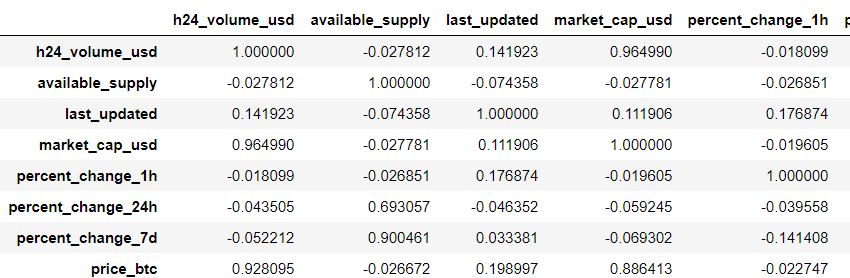 h24_volume_usd available_supply last_updated market_cap_usd percent_change_1h p
h24_volume_usd 1.000000 -0.027812 0.141923 0.964990 -0.018099
available_supply -0.027812 1.000000 -0.074358 -0.027781 -0.026851
last_updated 0.141923 -0.074358 1.000000 0.111906 0.176874
market_cap_usd 0.964990 -0.027781 0.111906 1.000000 -0.019605
percent_change_1h -0.018099 -0.026851 0.176874 -0.019605 1.000000
percent_change_24h -0.043505 0.693057 -0.046352 -0.059245 -0.039558
percent_change_7d -0.052212 0.900461 0.033381 -0.069302 -0.141408
price_btc 0.928095 -0.026672 0.198997 0.886413 -0.022747